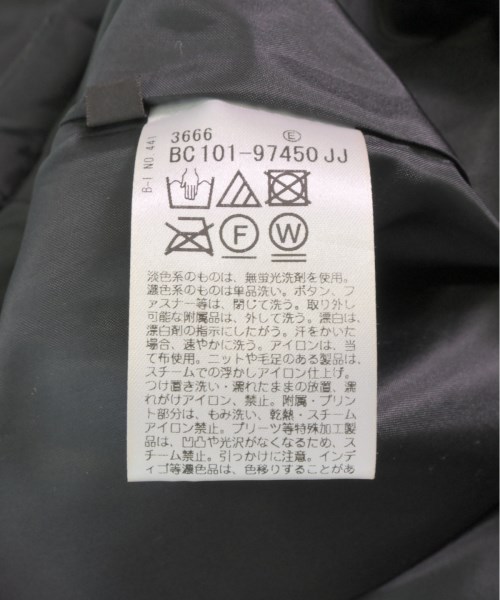 B-1 NO.441
3666 E
BC101-97450JJ
F W
淡色系のものは、無蛍光洗剤を使用。
濃色系のものは単品洗い。ボタン、フ
ァスナー等は、閉じて洗う。取り外し
可能な附属品は、外して洗う。漂白は、
漂白剤の指示にしたがう。汗をかいた
場合、速やかに洗う。アイロンは、当
て布使用。ニットや毛足のある製品は、
スチームでの浮かしアイロン仕上げ。
つけ置き洗い・濡れたままの放置、濡
れがけアイロン、禁止。附属・プリン
ト部分は、もみ洗い、乾熱・スチーム
アイロン禁止。プリーツ等特殊加工製
品は、凹凸や光沢がなくなるため、ス
チーム禁止。引っかけに注意。インデ
ィゴ等濃色品は、色移りすることがあ